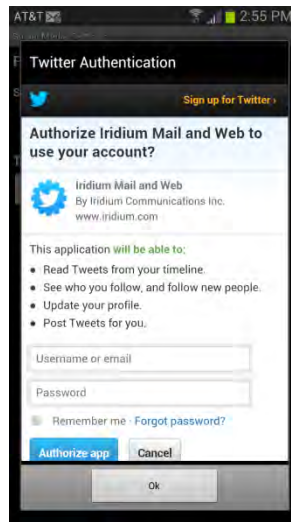 AT&T 2:55 PM
Twitter Authentication
Sign up for Twitter ›
Authorize Iridium Mail and Web to
use your account?
Iridium Mail and Web
By Iridium Communications Inc.
www.iridium.com
This application will be able to:
• Read Tweets from your timeline.
• See who you follow, and follow new people.
• Update your profile.
• Post Tweets for you.
Username or email
Password
Remember me · Forgot password?
Authorize app Cancel
Ok